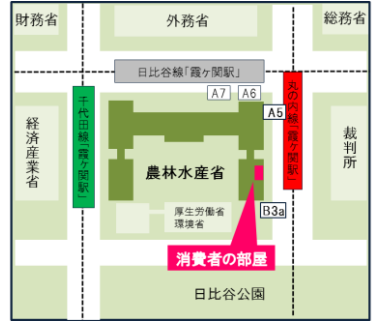 財務省
外務省
総務省
日比谷線「霞ヶ関駅」
A7
A6
A5
千代田線「霞ヶ関駅」
丸の内線「霞ヶ関駅」
経済産業省
農林水産省
裁判所
厚生労働省
環境省
B3a
消費者の部屋
日比谷公園